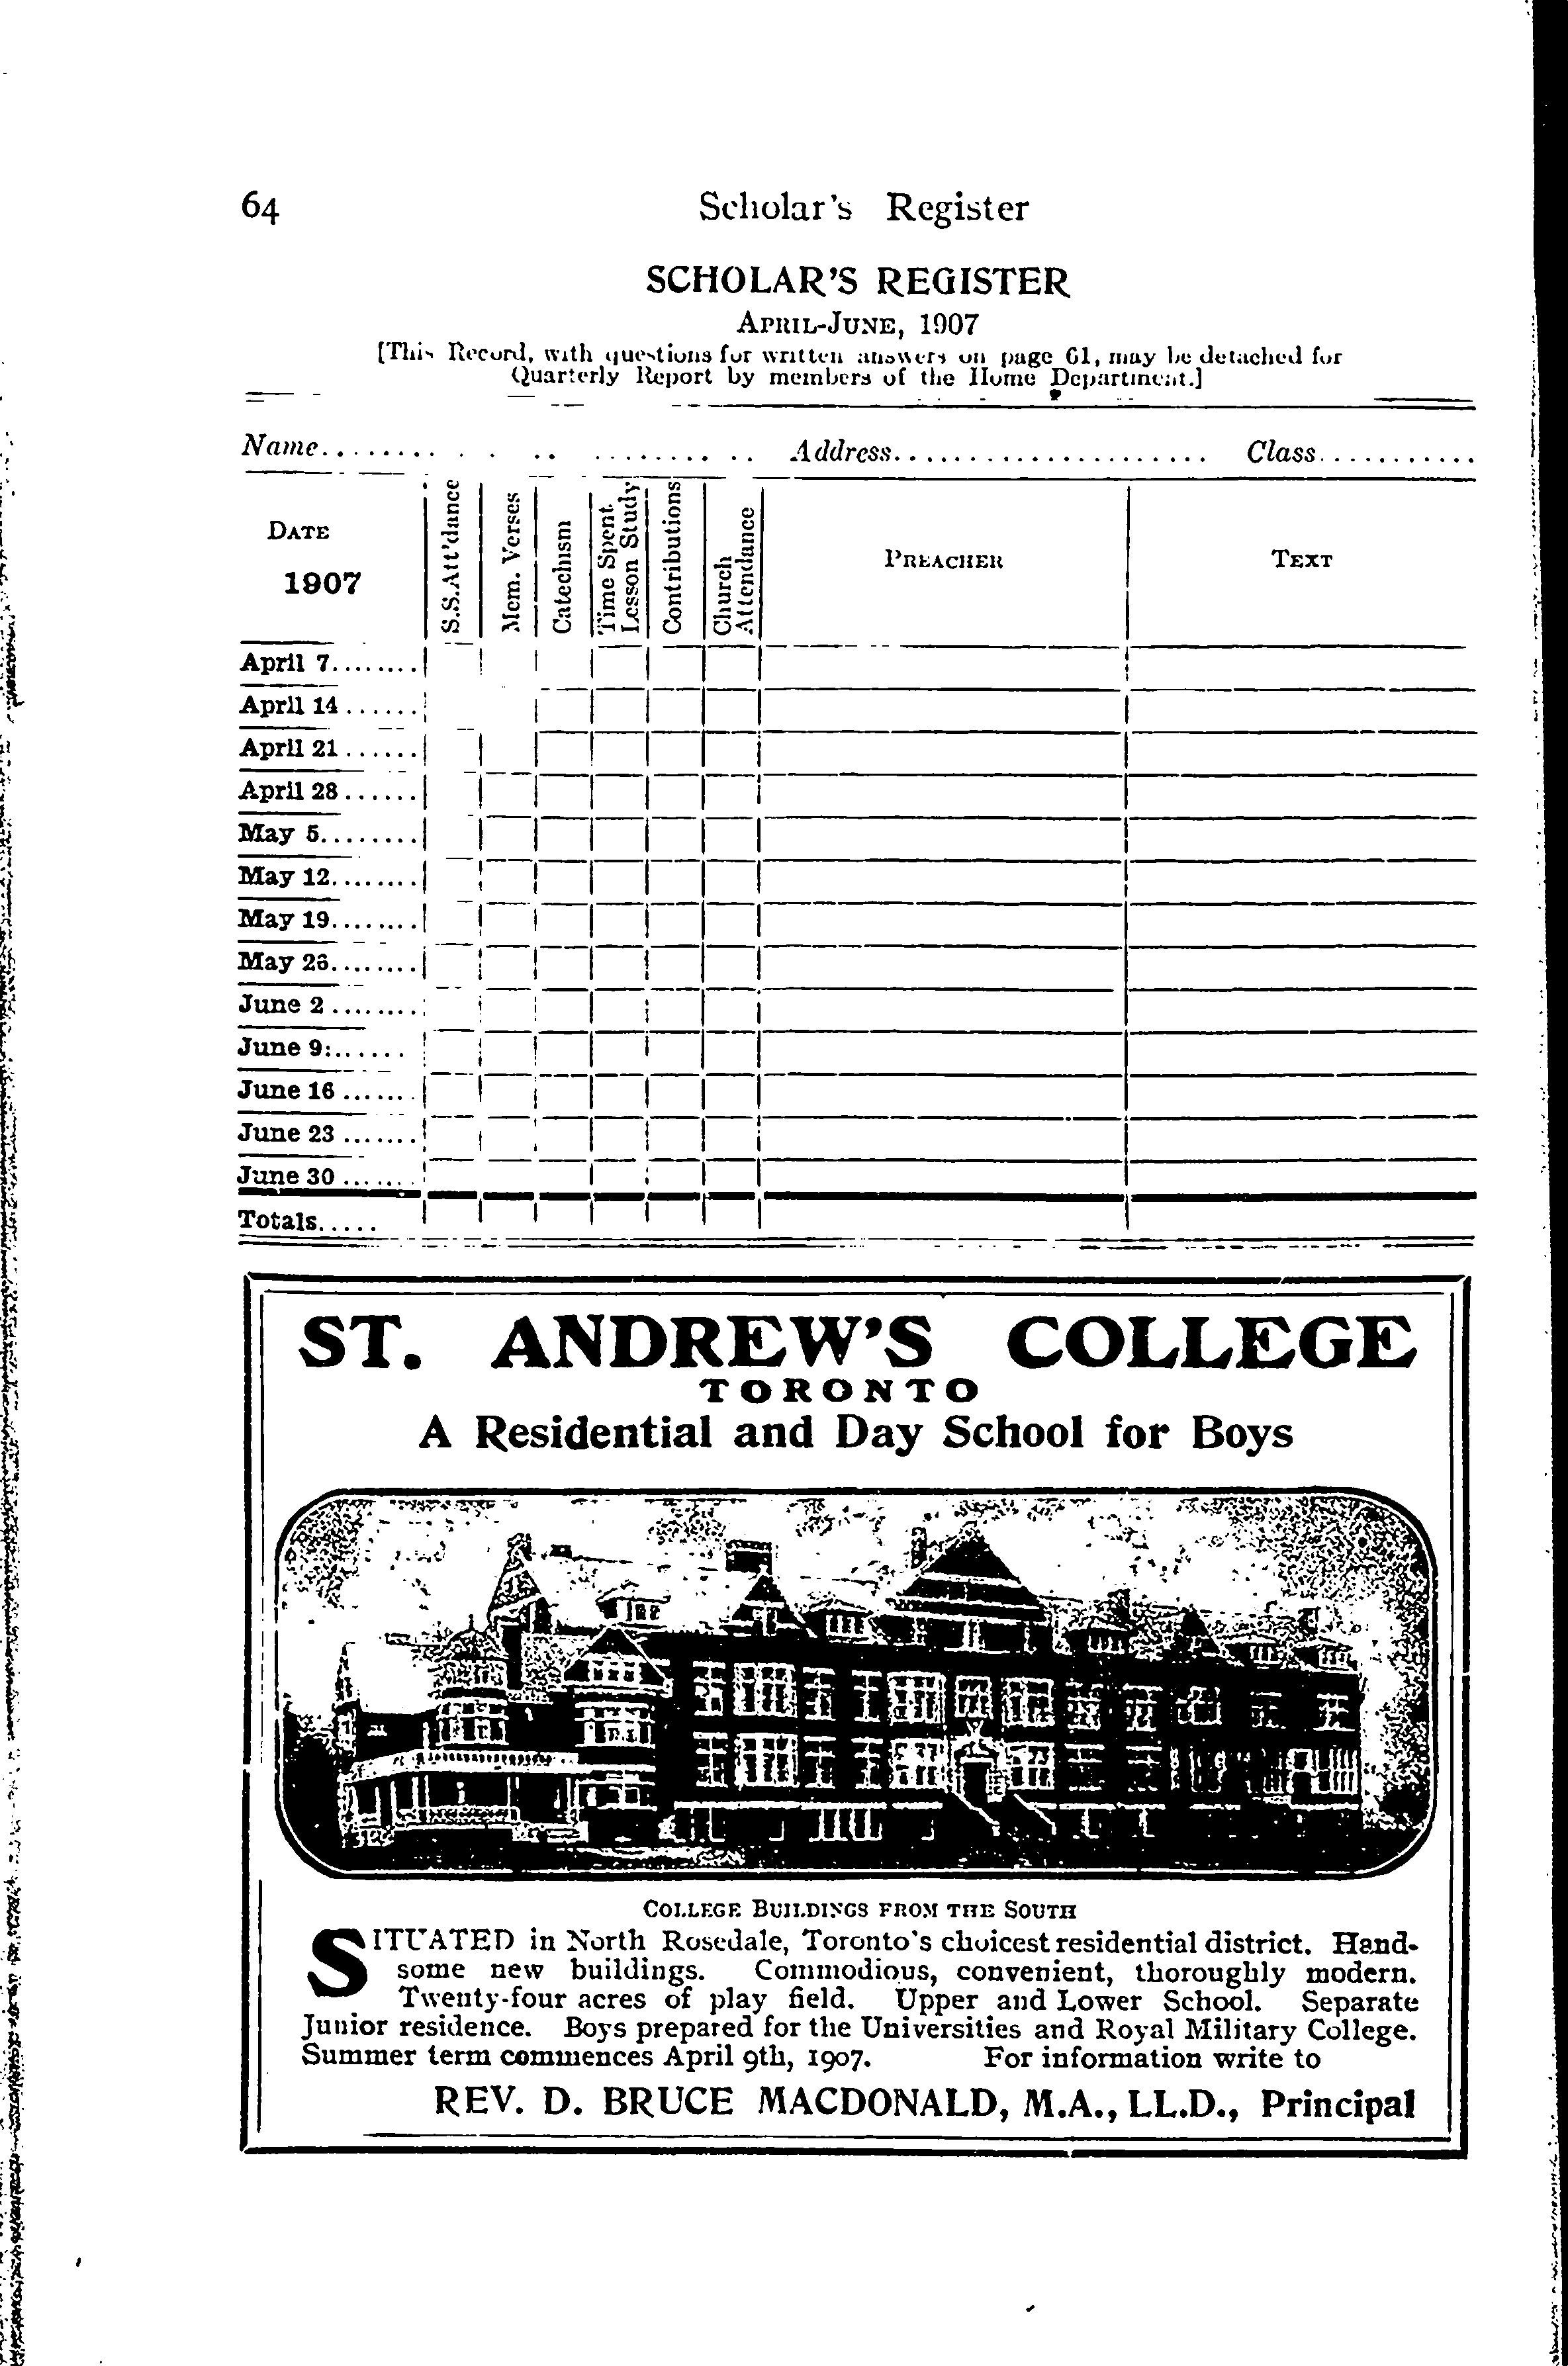 64 Scholar's Register
SCHOLAR'S REGISTER
APRIL-JUNE, 1907
[This Record, with questions for written answers on page 61, may be detached for
Quarterly Report by members of the Home Department.]
Name........ . . .. ......... .. Address..................... Class...........
DATE
1907
S.S. Att'dance
Mem. Verses
Catechism
Time Spent
Lesson Study
Contributions
Church
Attendance
PREACHER
TEXT
April 7........
April 14......
April 21......
April 28......
May 5........
May 12........
May 19........
May 26........
June 2........
June 9:......
June 16.......
June 23.......
June 30.......
Totals.....
ST. ANDREW'S COLLEGE
TORONTO
A Residential and Day School for Boys
COLLEGE BUILDINGS FROM THE SOUTH
SITUATED in North Rosedale, Toronto's choicest residential district. Hand-
some new buildings. Commodious, convenient, thoroughly modern.
Twenty-four acres of play field. Upper and Lower School. Separate
Junior residence. Boys prepared for the Universities and Royal Military College.
Summer term commences April 9th, 1907. For information write to
REV. D. BRUCE MACDONALD, M.A., LL.D., Principal